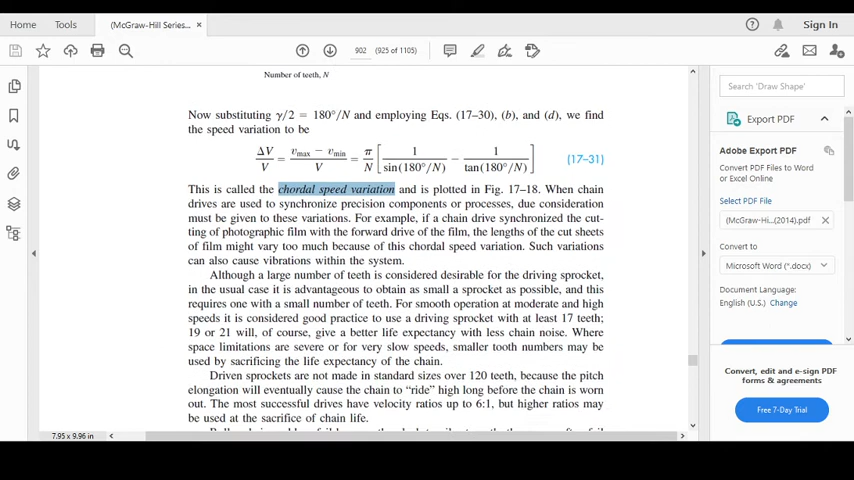 Home
Tools
(McGraw-Hill Series...
×
Sign In
902
(925 of 1105)
Number of teeth, N
Now substituting γ/2 = 180°/N and employing Eqs. (17–30), (b), and (d), we find
the speed variation to be
ΔV/V = (vmax − vmin)/V = π/N [1/sin(180°/N) − 1/tan(180°/N)] (17–31)
This is called the chordal speed variation and is plotted in Fig. 17–18. When chain
drives are used to synchronize precision components or processes, due consideration
must be given to these variations. For example, if a chain drive synchronized the cut-
ting of photographic film with the forward drive of the film, the lengths of the cut sheets
of film might vary too much because of this chordal speed variation. Such variations
can also cause vibrations within the system.
Although a large number of teeth is considered desirable for the driving sprocket,
in the usual case it is advantageous to obtain as small a sprocket as possible, and this
requires one with a small number of teeth. For smooth operation at moderate and high
speeds it is considered good practice to use a driving sprocket with at least 17 teeth;
19 or 21 will, of course, give a better life expectancy with less chain noise. Where
space limitations are severe or for very slow speeds, smaller tooth numbers may be
used by sacrificing the life expectancy of the chain.
Driven sprockets are not made in standard sizes over 120 teeth, because the pitch
elongation will eventually cause the chain to “ride” high long before the chain is worn
out. The most successful drives have velocity ratios up to 6:1, but higher ratios may
be used at the sacrifice of chain life.
7.95 x 9.96 in
Search 'Draw Shape'
Export PDF
Adobe Export PDF
Convert PDF Files to Word
or Excel Online
Select PDF File
(McGraw-Hi...(2014).pdf
Convert to
Microsoft Word (*.docx)
Document Language:
English (U.S.) Change
Convert, edit and e-sign PDF
forms & agreements
Free 7-Day Trial